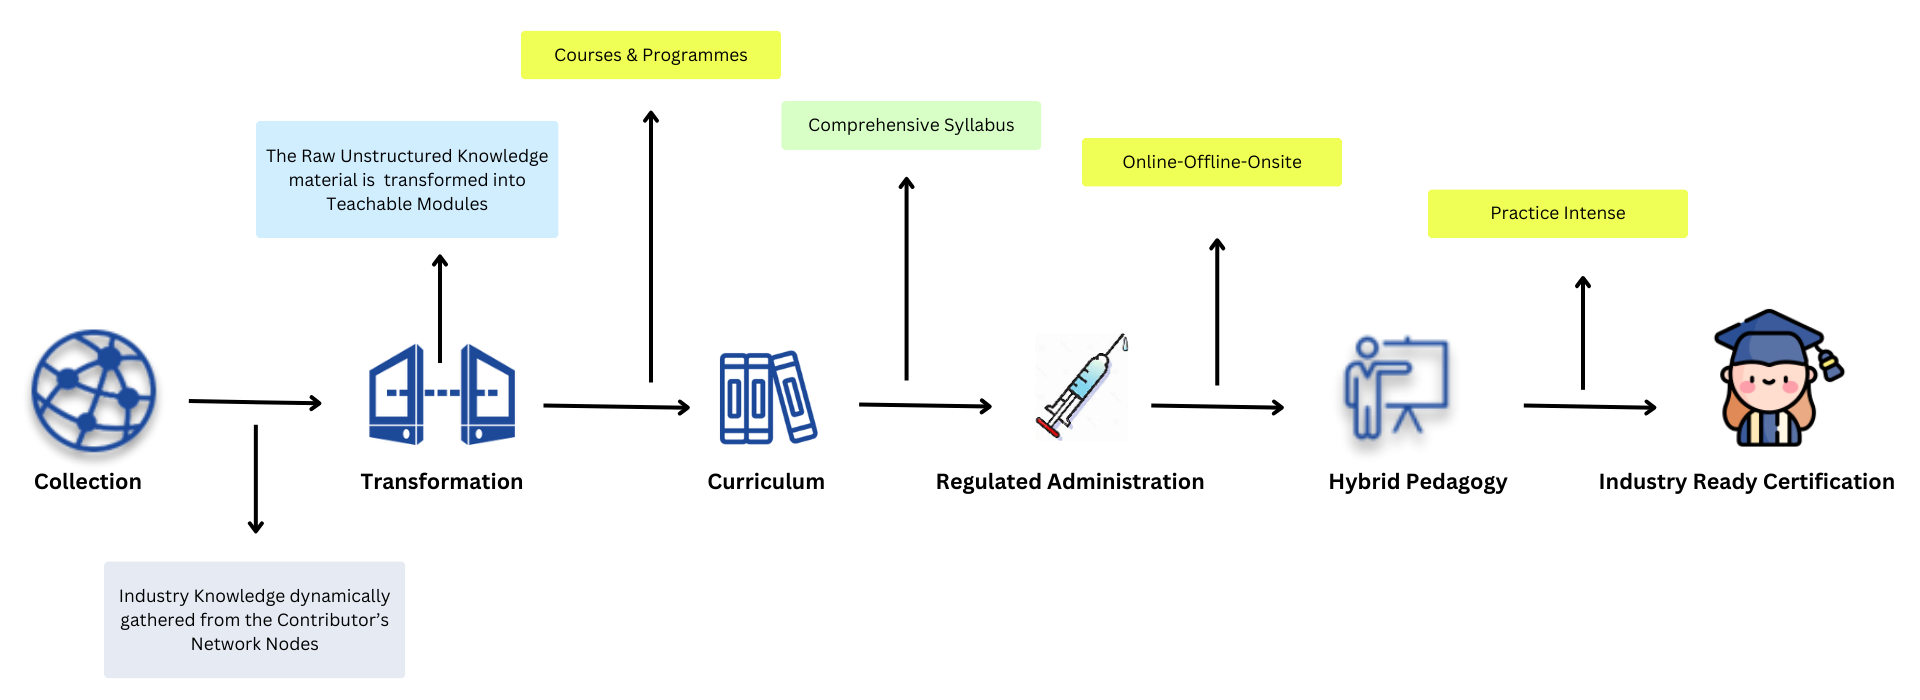 Courses & Programmes
Comprehensive Syllabus
The Raw Unstructured Knowledge
material is transformed into
Teachable Modules
Online-Offline-Onsite
Practice Intense
Collection
Transformation
Curriculum
Regulated Administration
Hybrid Pedagogy
Industry Ready Certification
Industry Knowledge dynamically
gathered from the Contributor’s
Network Nodes